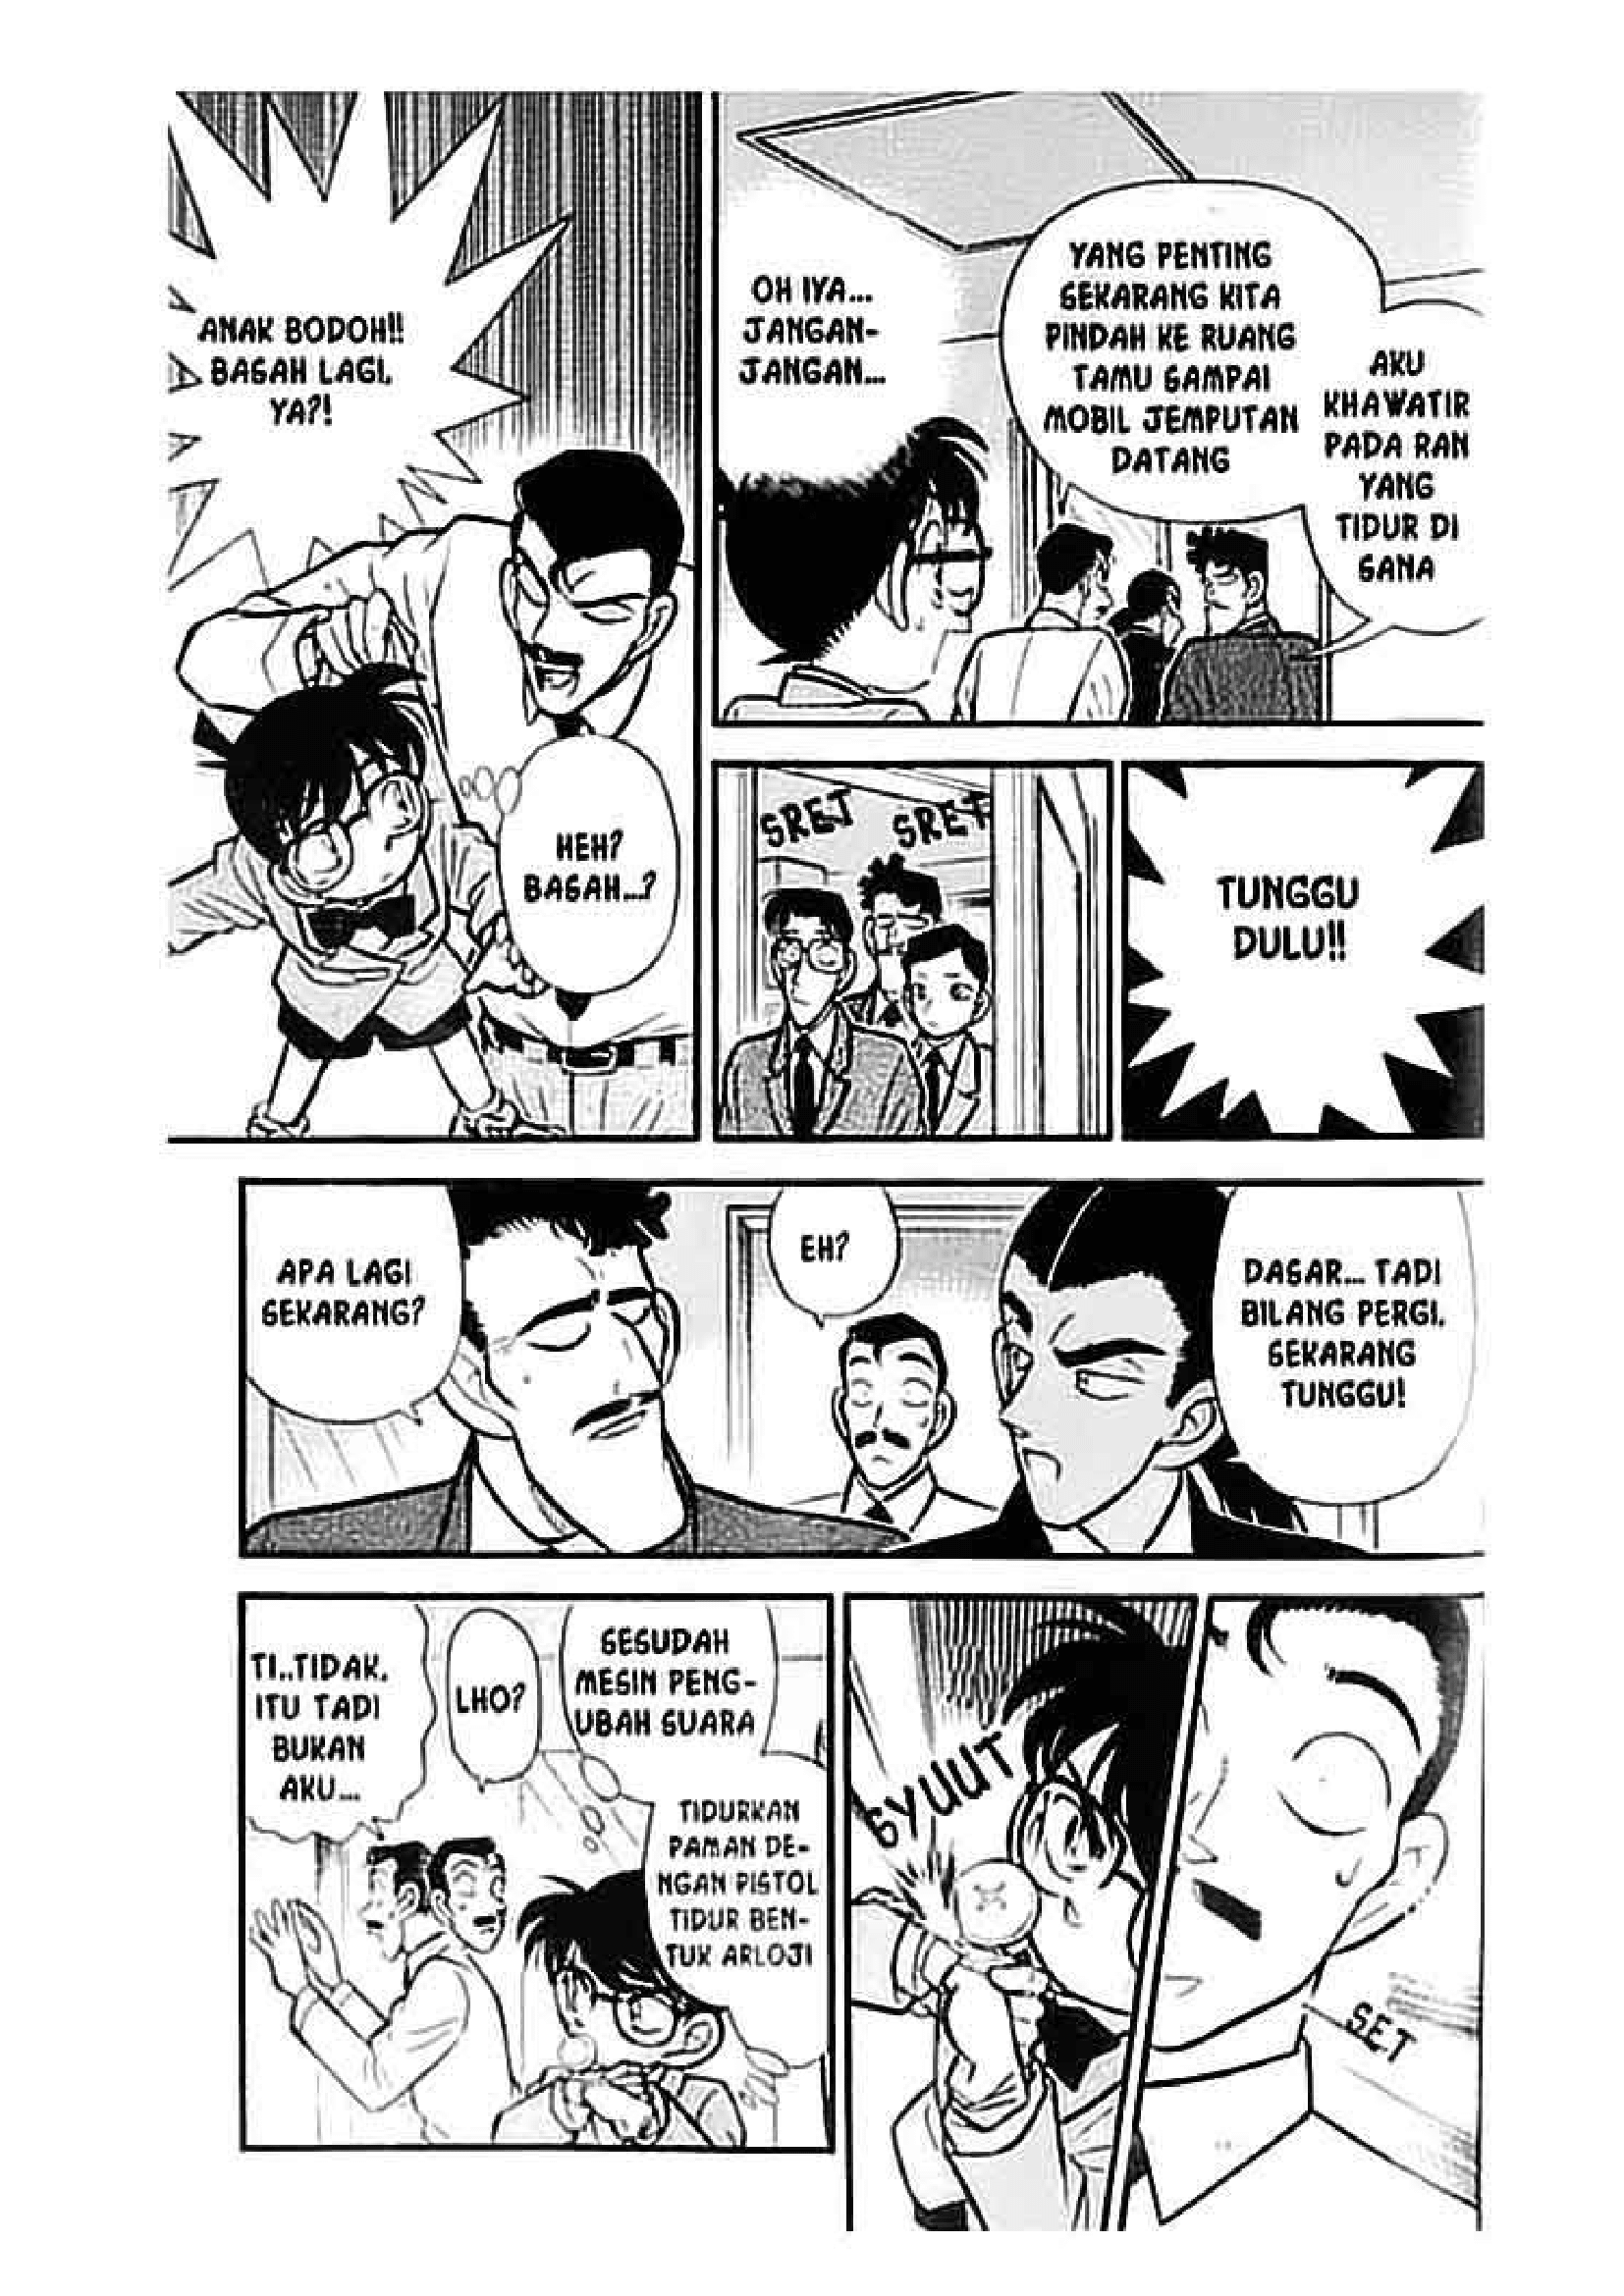 YANG PENTING
SEKARANG KITA
PINDAH KE RUANG
TAMU SAMPAI
MOBIL JEMPUTAN
DATANG
AKU
KHAWATIR
PADA RAN
YANG
TIDUR DI
SANA
OH IYA...
JANGAN-
JANGAN...
ANAK BODOH!!
BASAH LAGI,
YA?!
HEH?
BASAH...?
TUNGGU
DULU!!
SRET
SRET
DASAR... TADI
BILANG PERGI,
SEKARANG
TUNGGU!
EH?
APA LAGI
SEKARANG?
SET
SYUUT
SESUDAH
MESIN PENG-
UBAH SUARA
TIDURKAN
PAMAN DE-
NGAN PISTOL
TIDUR BEN-
TUK ARLOJI
LHO?
TI..TIDAK,
ITU TADI
BUKAN
AKU...